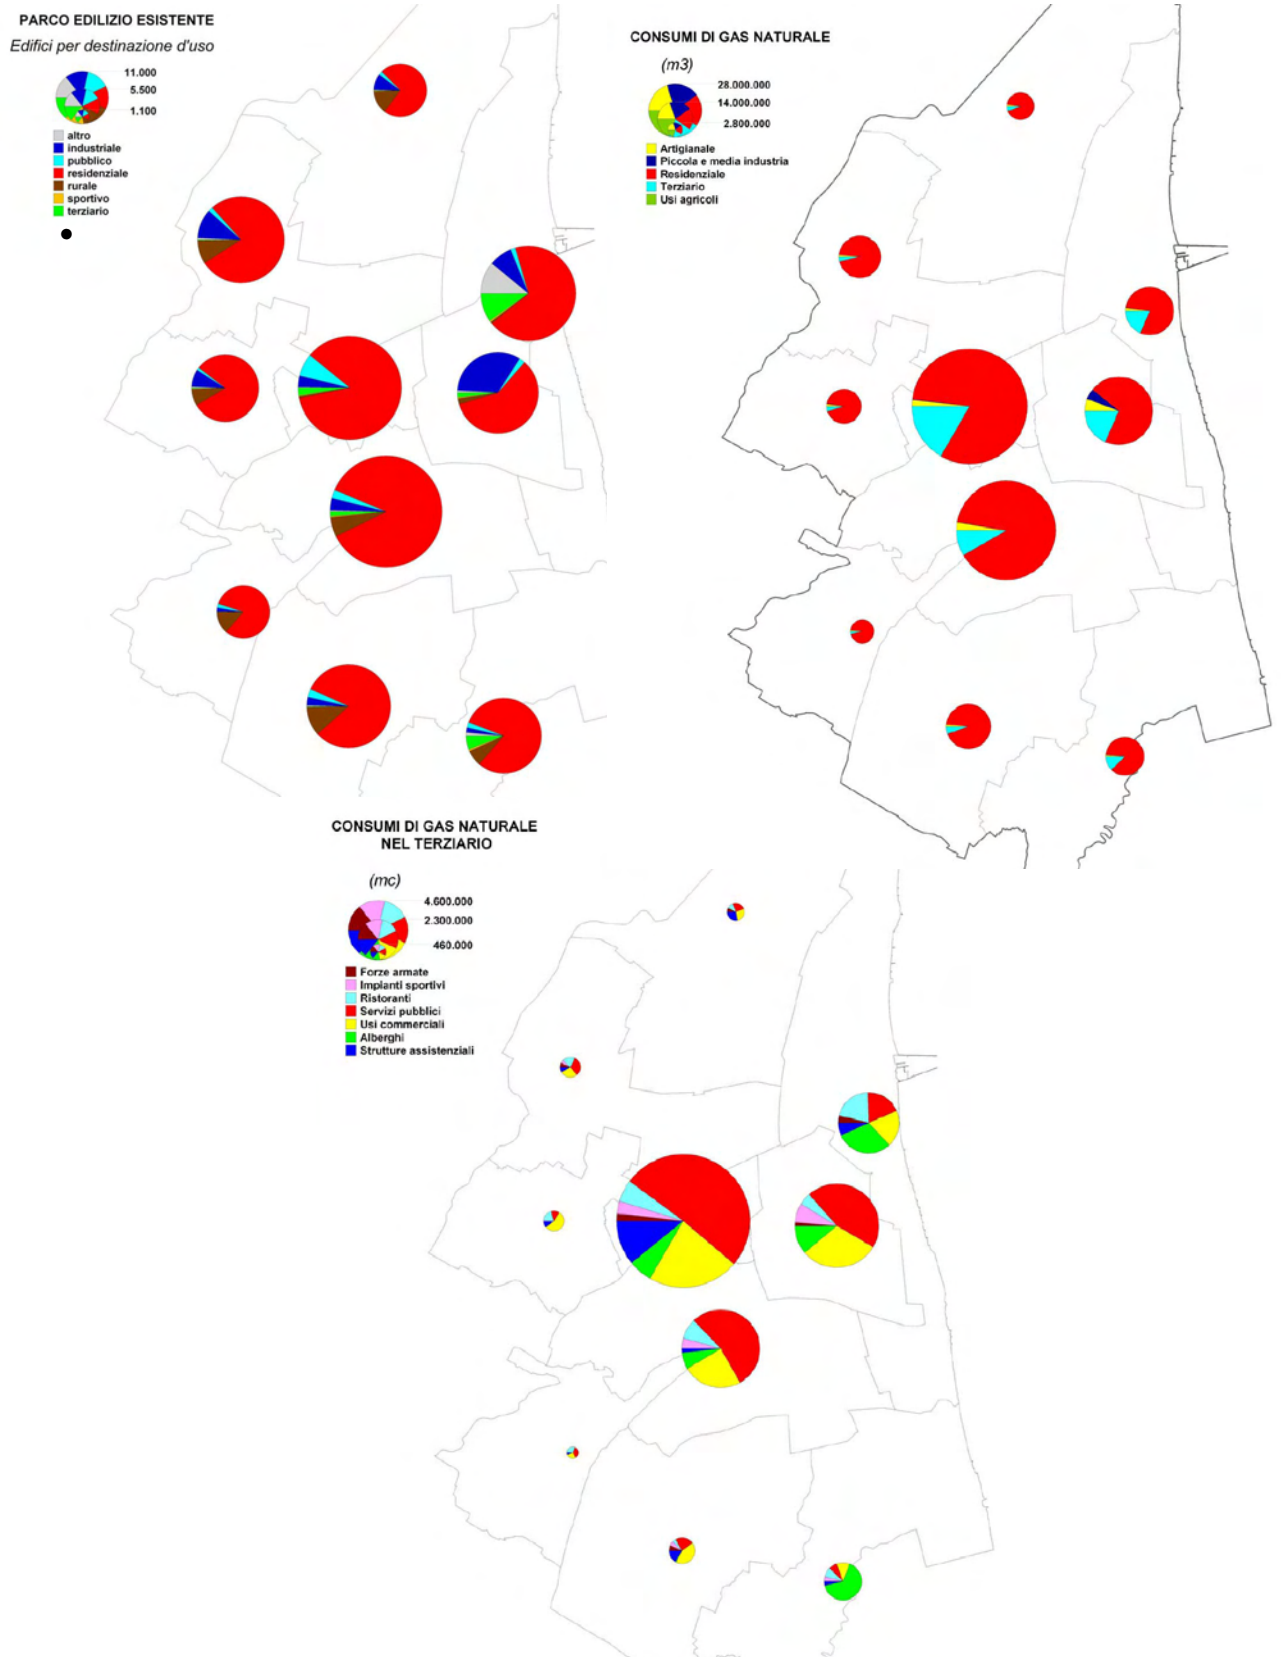 PARCO EDILIZIO ESISTENTE
Edifici per destinazione d'uso
11.000
5.500
1.100
altro
industriale
pubblico
residenziale
rurale
sportivo
terziario
CONSUMI DI GAS NATURALE
(m3)
28.000.000
14.000.000
2.800.000
Artigianale
Piccola e media industria
Residenziale
Terziario
Usi agricoli
CONSUMI DI GAS NATURALE
NEL TERZIARIO
(mc)
4.600.000
2.300.000
460.000
Forze armate
Impianti sportivi
Ristoranti
Servizi pubblici
Usi commerciali
Alberghi
Strutture assistenziali